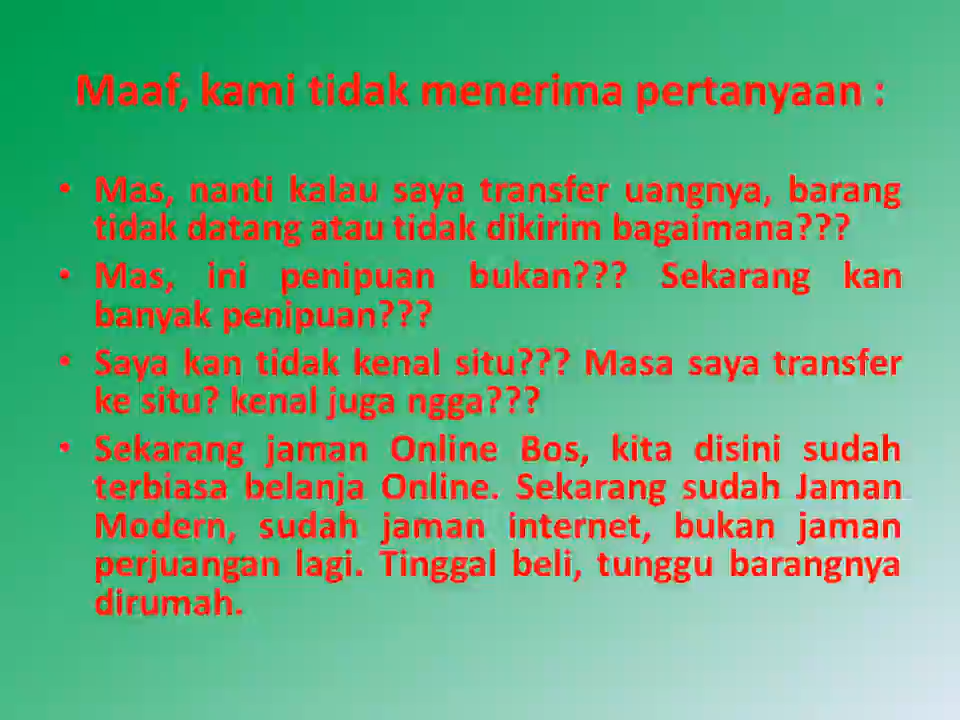 Maaf, kami tidak menerima pertanyaan :
• Mas, nanti kalau saya transfer uangnya, barang
tidak datang atau tidak dikirim bagaimana???
• Mas, ini penipuan bukan??? Sekarang kan
banyak penipuan???
• Saya kan tidak kenal situ??? Masa saya transfer
ke situ? kenal juga ngga???
• Sekarang jaman Online Bos, kita disini sudah
terbiasa belanja Online. Sekarang sudah Jaman
Modern, sudah jaman internet, bukan jaman
perjuangan lagi. Tinggal beli, tunggu barangnya
dirumah.